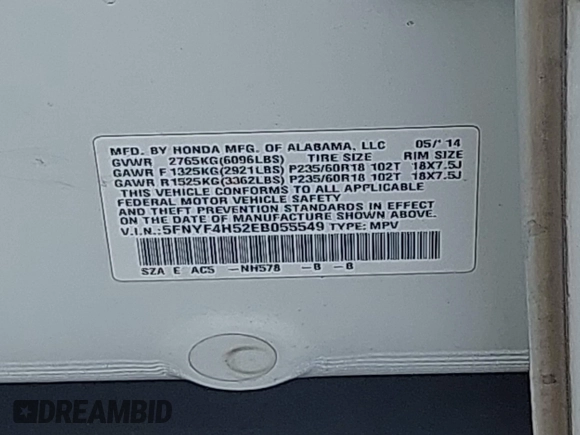 MFD. BY HONDA MFG. OF ALABAMA, LLC 05/' 14
GVWR 2765KG(6096LBS) TIRE SIZE RIM SIZE
GAWR F 1325KG(2921LBS) P235/60R18 102T 18X7.5J
GAWR R1525KG(3362LBS) P235/60R18 102T 18X7.5J
THIS VEHICLE CONFORMS TO ALL APPLICABLE
FEDERAL MOTOR VEHICLE SAFETY
AND THEFT PREVENTION STANDARDS IN EFFECT
ON THE DATE OF MANUFACTURE SHOWN ABOVE.
V.I.N.:5FNYF4H52EB055549 TYPE: MPV
SZA E AC5 -NH578 -B -B
DREAMBID